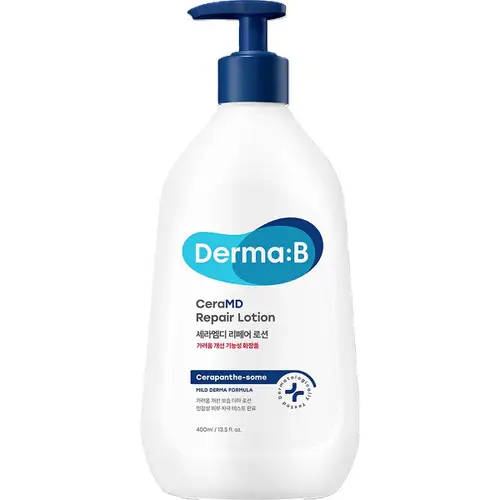 Derma:B
CeraMD
Repair Lotion
세라엠디 리페어 로션
가려움 개선 기능성 화장품
Cerapanthe-some
MILD DERMA FORMULA
가려움 개선 보습 더마 로션
민감성 피부 자극 테스트 완료
400ml / 13.5 fl. oz.
Dermatologically Tested